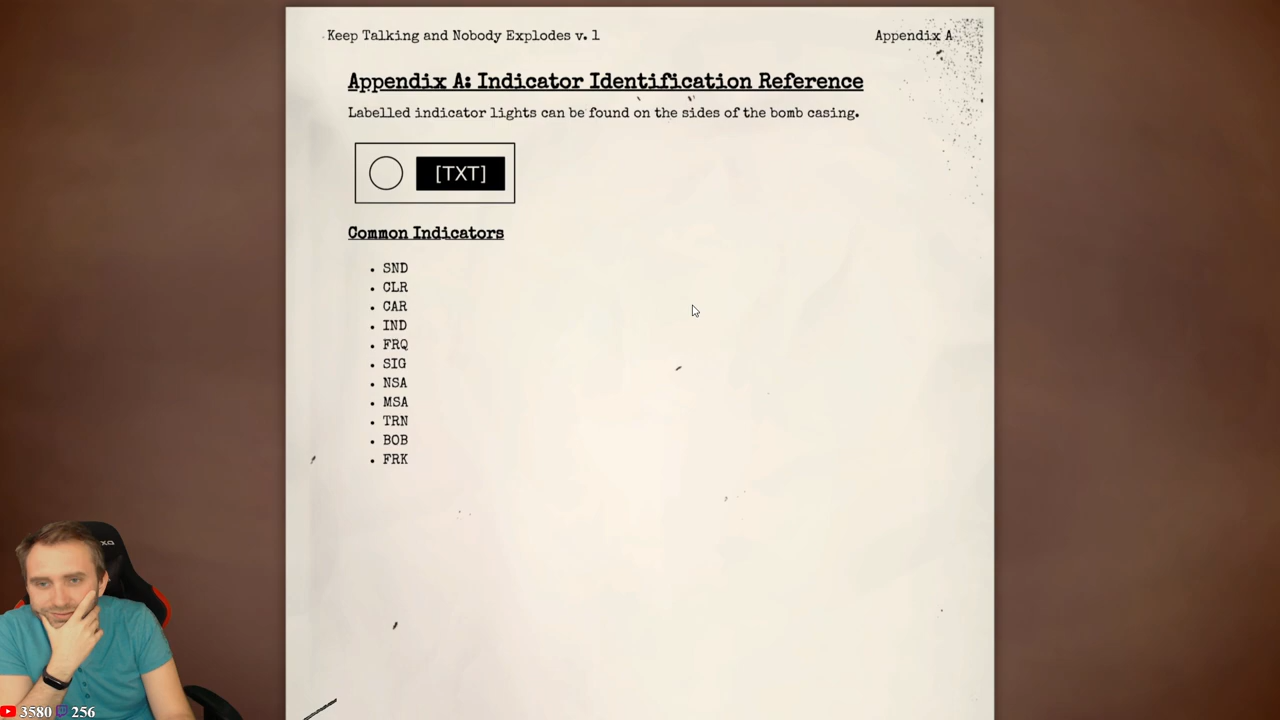 Keep Talking and Nobody Explodes v. 1
Appendix A
Appendix A: Indicator Identification Reference
Labelled indicator lights can be found on the sides of the bomb casing.
[TXT]
Common Indicators
• SND
• CLR
• CAR
• IND
• FRQ
• SIG
• NSA
• MSA
• TRN
• BOB
• FRK
3580 256